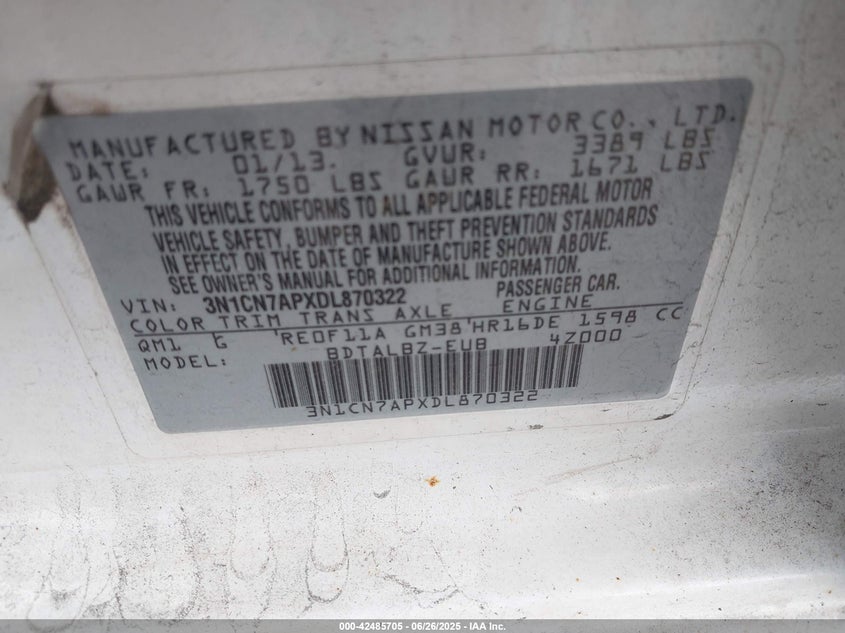 MANUFACTURED BY NISSAN MOTOR CO., LTD.
DATE: 01/13. GVWR: 3389 LBS
GAWR FR: 1750 LBS GAWR RR: 1671 LBS
THIS VEHICLE CONFORMS TO ALL APPLICABLE FEDERAL MOTOR
VEHICLE SAFETY, BUMPER AND THEFT PREVENTION STANDARDS
IN EFFECT ON THE DATE OF MANUFACTURE SHOWN ABOVE.
SEE OWNER'S MANUAL FOR ADDITIONAL INFORMATION.
VIN: 3N1CN7APXDL870322 PASSENGER CAR.
COLOR TRIM TRANS AXLE ENGINE
QM1 G RE0F11A GM38 HR16DE 1598 CC
MODEL: BDTALBZ-EUB 4Z000
3N1CN7APXDL870322
000-42485705 - 06/26/2025 - IAA Inc.